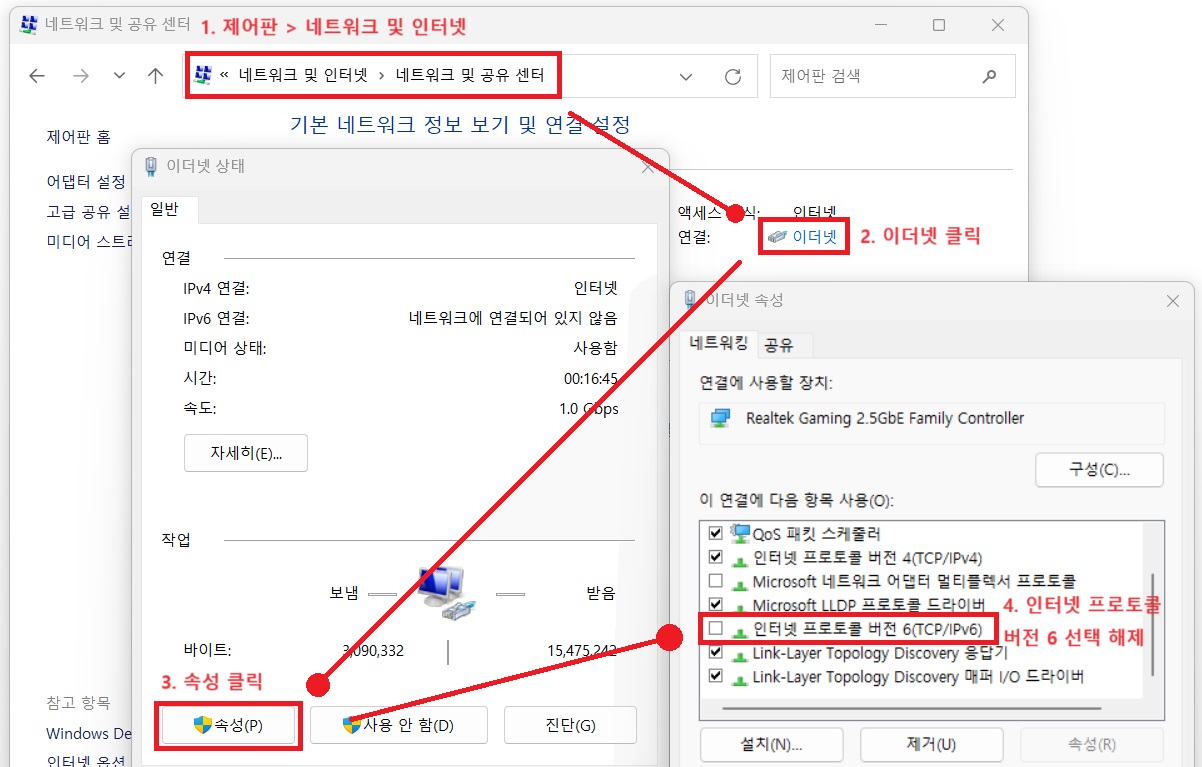 네트워크 및 공유 센터
1. 제어판 > 네트워크 및 인터넷
« 네트워크 및 인터넷 › 네트워크 및 공유 센터
제어판 검색
기본 네트워크 정보 보기 및 연결 설정
제어판 홈
어댑터 설정
고급 공유 설
미디어 스트리
액세스 식:
인터넷
연결:
이더넷
2. 이더넷 클릭
이더넷 상태
일반
연결
IPv4 연결:
인터넷
IPv6 연결:
네트워크에 연결되어 있지 않음
미디어 상태:
사용함
시간:
00:16:45
속도:
1.0 Gbps
자세히(E)...
작업
보냄
받음
바이트:
3,090,332
15,475,242
3. 속성 클릭
속성(P)
사용 안 함(D)
진단(G)
참고 항목
Windows De
인터넷 옵션
이더넷 속성
네트워킹
공유
연결에 사용할 장치:
Realtek Gaming 2.5GbE Family Controller
구성(C)...
이 연결에 다음 항목 사용(O):
QoS 패킷 스케줄러
인터넷 프로토콜 버전 4(TCP/IPv4)
Microsoft 네트워크 어댑터 멀티플렉서 프로토콜
Microsoft LLDP 프로토콜 드라이버
인터넷 프로토콜 버전 6(TCP/IPv6)
Link-Layer Topology Discovery 응답기
Link-Layer Topology Discovery 매퍼 I/O 드라이버
4. 인터넷 프로토콜
버전 6 선택 해제
설치(N)...
제거(U)
속성(R)